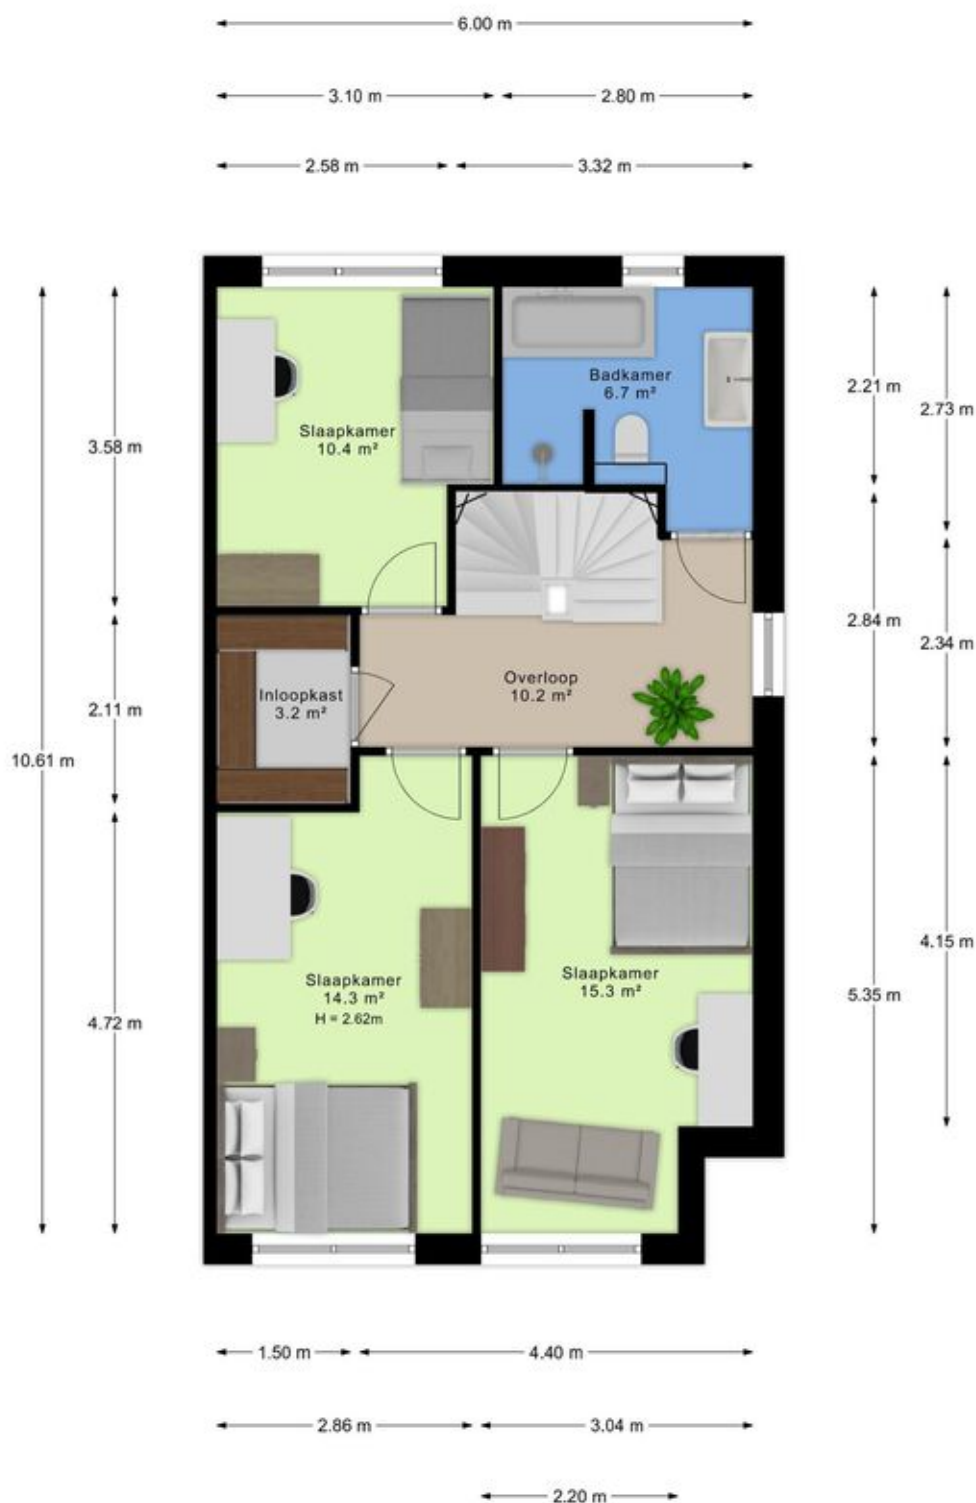 6.00 m
3.10 m
2.80 m
2.58 m
3.32 m
Badkamer
6.7 m²
2.21 m
2.73 m
Slaapkamer
10.4 m²
3.58 m
2.84 m
2.34 m
Overloop
10.2 m²
Inloopkast
3.2 m²
2.11 m
10.61 m
4.15 m
Slaapkamer
15.3 m²
Slaapkamer
14.3 m²
H = 2.62m
5.35 m
4.72 m
1.50 m
4.40 m
2.86 m
3.04 m
2.20 m